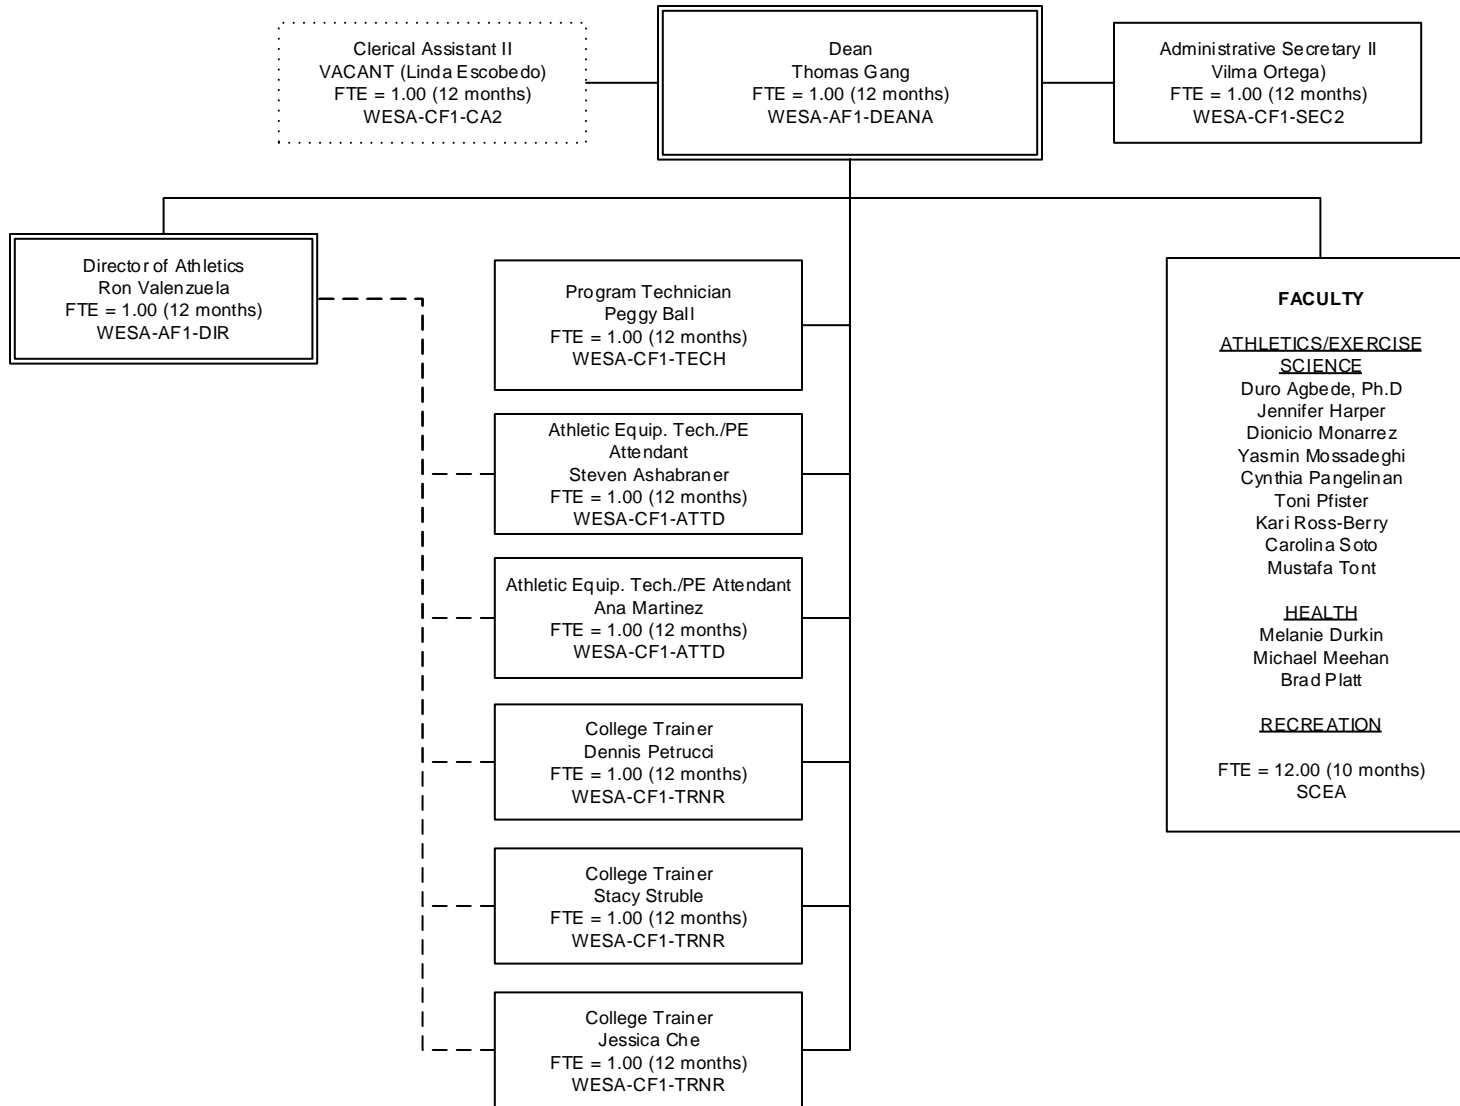 Clerical Assistant II
VACANT (Linda Escobedo)
FTE = 1.00 (12 months)
WESA-CF1-CA2
Dean
Thomas Gang
FTE = 1.00 (12 months)
WESA-AF1-DEANA
Administrative Secretary II
Vilma Ortega)
FTE = 1.00 (12 months)
WESA-CF1-SEC2
Director of Athletics
Ron Valenzuela
FTE = 1.00 (12 months)
WESA-AF1-DIR
Program Technician
Peggy Ball
FTE = 1.00 (12 months)
WESA-CF1-TECH
Athletic Equip. Tech./PE
Attendant
Steven Ashabraner
FTE = 1.00 (12 months)
WESA-CF1-ATTD
Athletic Equip. Tech./PE Attendant
Ana Martinez
FTE = 1.00 (12 months)
WESA-CF1-ATTD
College Trainer
Dennis Petrucci
FTE = 1.00 (12 months)
WESA-CF1-TRNR
College Trainer
Stacy Struble
FTE = 1.00 (12 months)
WESA-CF1-TRNR
College Trainer
Jessica Che
FTE = 1.00 (12 months)
WESA-CF1-TRNR
FACULTY
ATHLETICS/EXERCISE
SCIENCE
Duro Agbede, Ph.D
Jennifer Harper
Dionicio Monarrez
Yasmin Mossadeghi
Cynthia Pangelinan
Toni Pfister
Kari Ross-Berry
Carolina Soto
Mustafa Tont
HEALTH
Melanie Durkin
Michael Meehan
Brad Platt
RECREATION
FTE = 12.00 (10 months)
SCEA